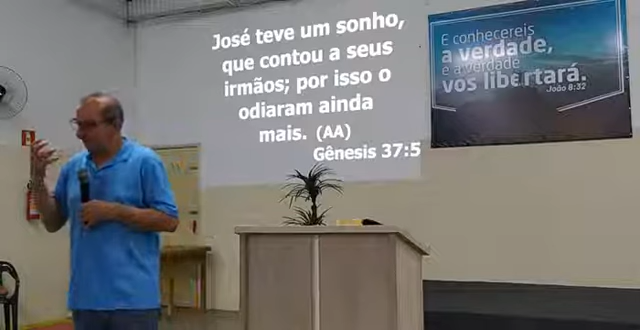 José teve um sonho,
que contou a seus
irmãos; por isso o
odiaram ainda
mais. (AA)
Gênesis 37:5
E conhecereis
a verdade,
e a verdade
vos libertará.
João 8:32